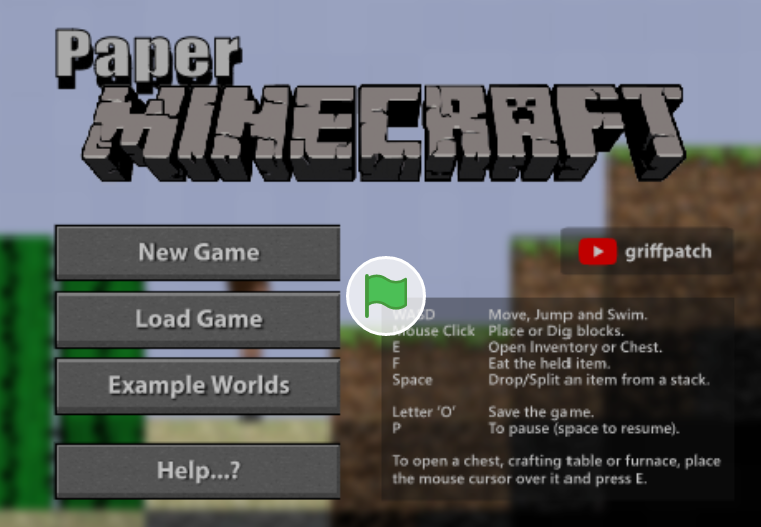 Paper
MINECRAFT
New Game
Load Game
Example Worlds
Help...?
griffpatch
WASD Move, Jump and Swim.
Mouse Click Place or Dig blocks.
E Open Inventory or Chest.
F Eat the held item.
Space Drop/Split an item from a stack.
Letter 'O' Save the game.
P To pause (space to resume).
To open a chest, crafting table or furnace, place
the mouse cursor over it and press E.